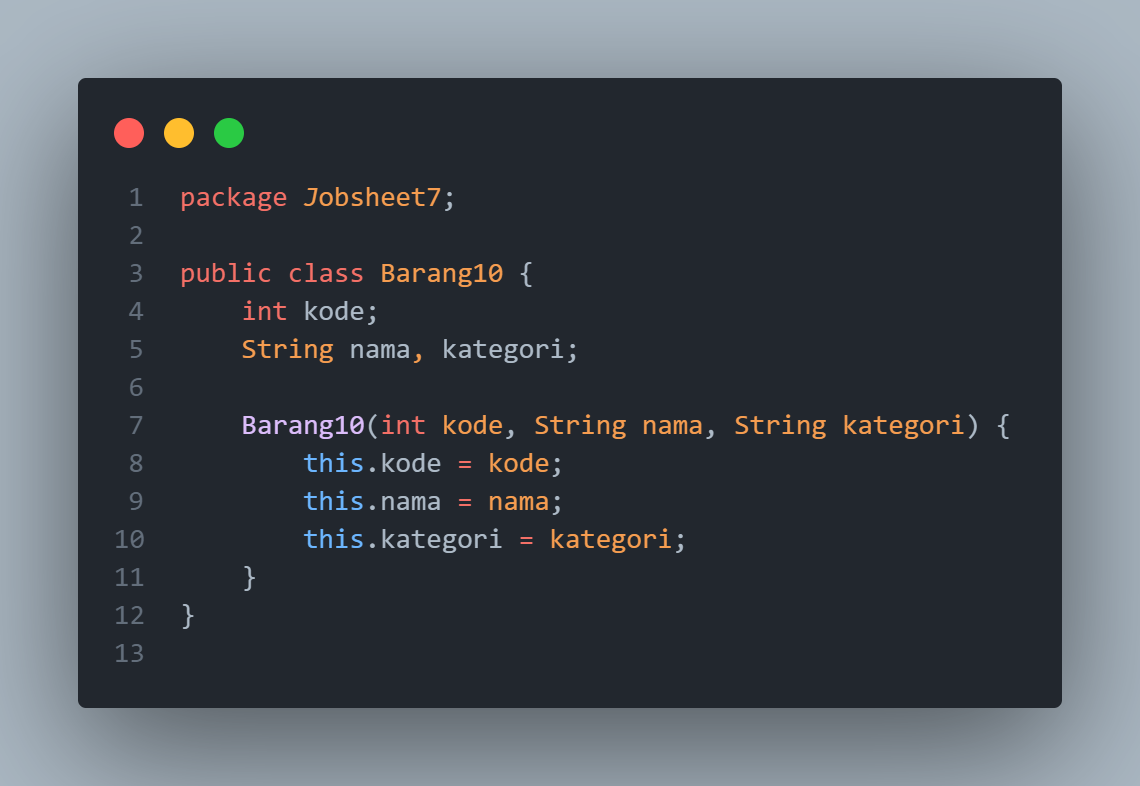 1 package Jobsheet7;
2
3 public class Barang10 {
4     int kode;
5     String nama, kategori;
6
7     Barang10(int kode, String nama, String kategori) {
8         this.kode = kode;
9         this.nama = nama;
10         this.kategori = kategori;
11     }
12 }
13